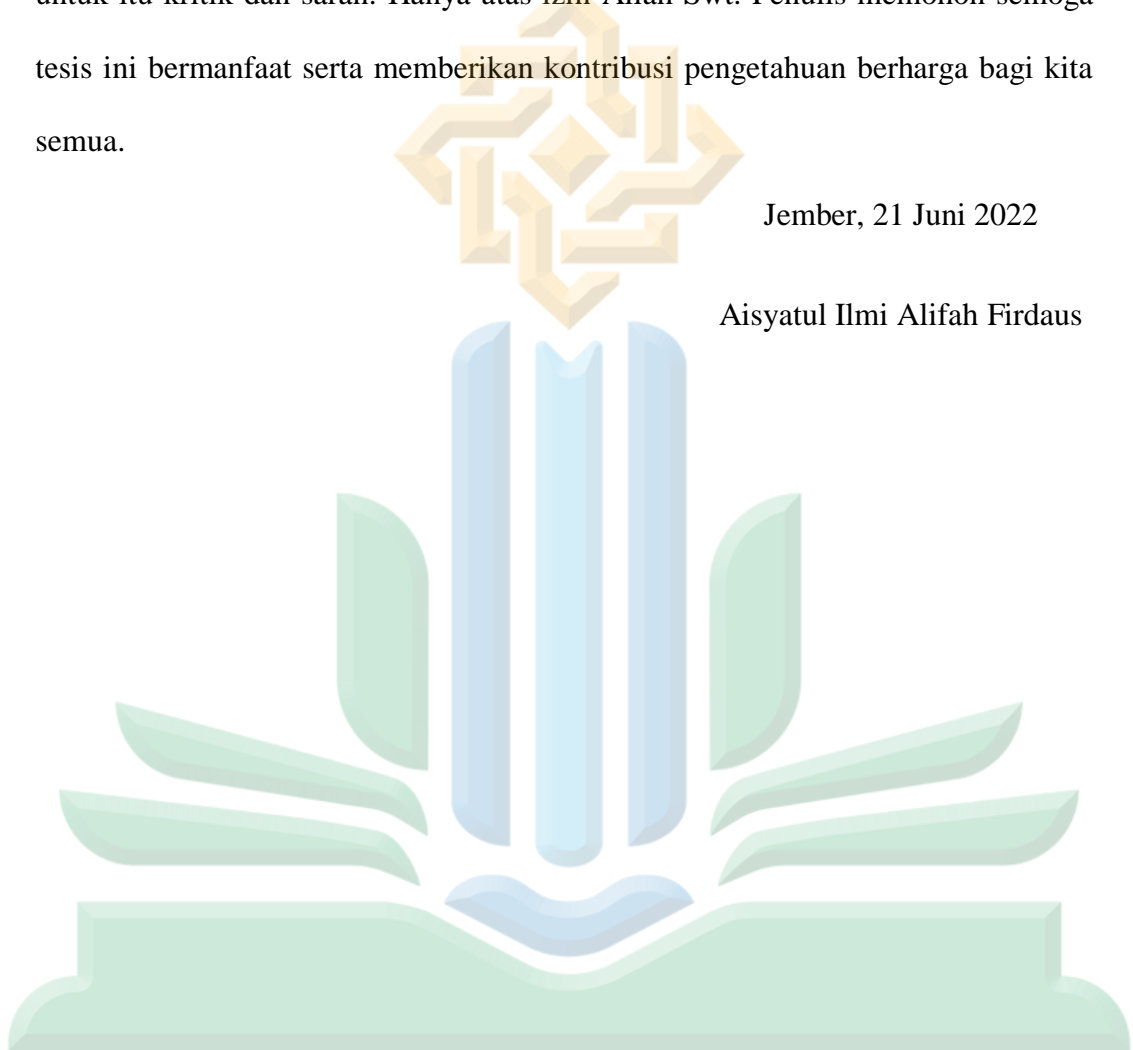 untuk itu kritik dan saran. Hanya atas izin Allah Swt. Penulis memohon semoga
tesis ini bermanfaat serta memberikan kontribusi pengetahuan berharga bagi kita
semua.
Jember, 21 Juni 2022
Aisyatul Ilmi Alifah Firdaus